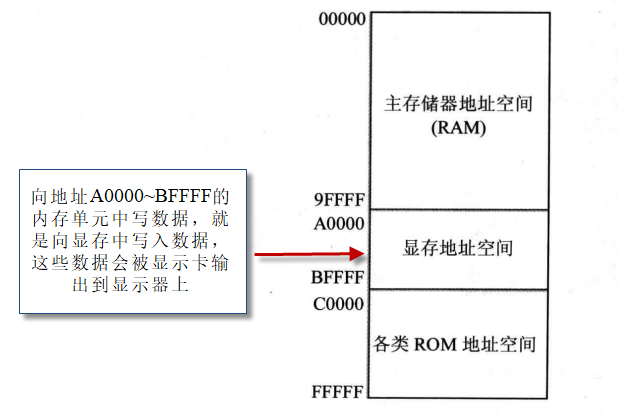 00000
主存储器地址空间
(RAM)
9FFFF
A0000
显存地址空间
BFFFF
C0000
各类 ROM 地址空间
FFFFF
向地址A0000~BFFFF的
内存单元中写数据，就
是向显存中写入数据，
这些数据会被显示卡输
出到显示器上